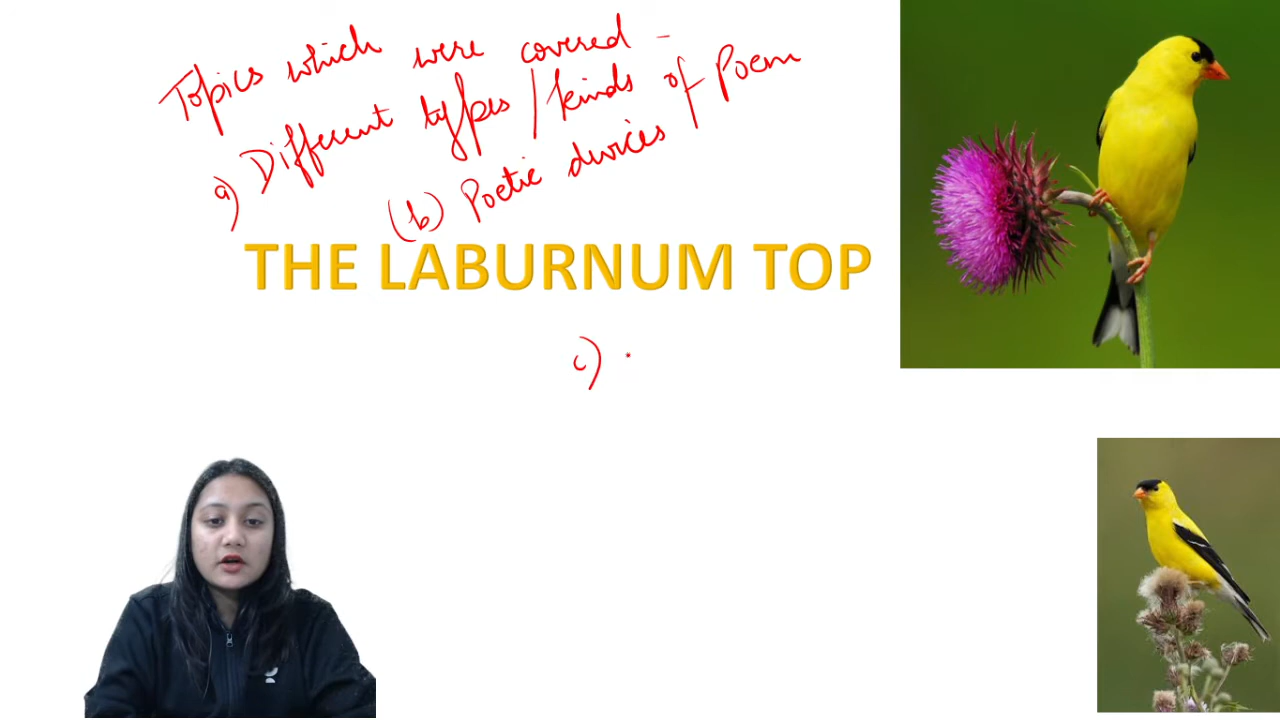 Topics which were covered -
a) Different types / kinds of Poem
(b) Poetic devices
THE LABURNUM TOP
c)